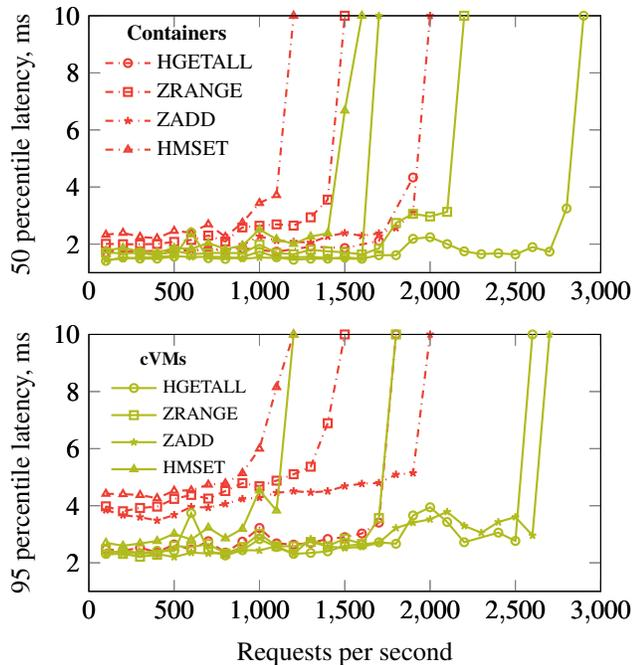 10
8
6
4
2
50 percentile latency, ms
Containers
HGETALL
ZRANGE
ZADD
HMSET
0 500 1,000 1,500 2,000 2,500 3,000
10
8
6
4
2
95 percentile latency, ms
cVMs
HGETALL
ZRANGE
ZADD
HMSET
0 500 1,000 1,500 2,000 2,500 3,000
Requests per second